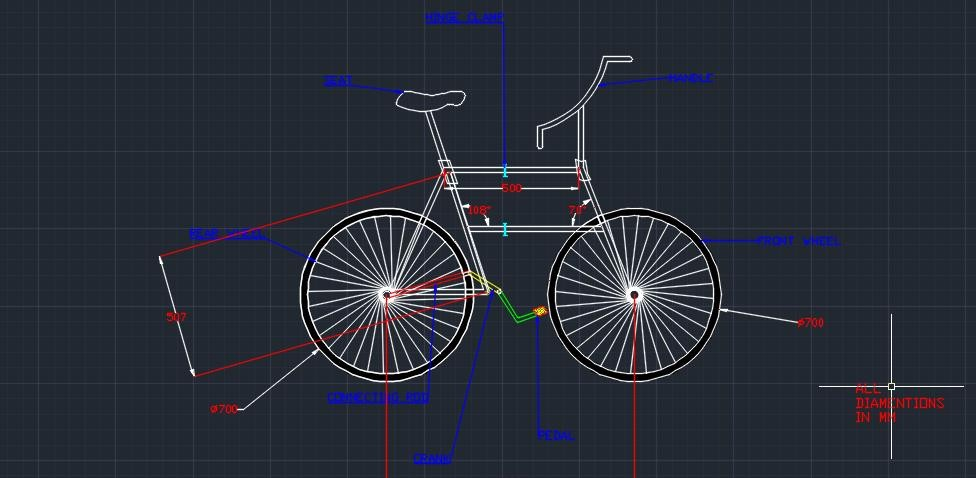 HINGE CLAMP
SEAT
HANDLE
500
108°
70°
REAR WHEEL
FRONT WHEEL
507
Ø700
Ø700
CONNECTING ROD
PEDAL
CRANK
ALL
DIAMENTIONS
IN MM